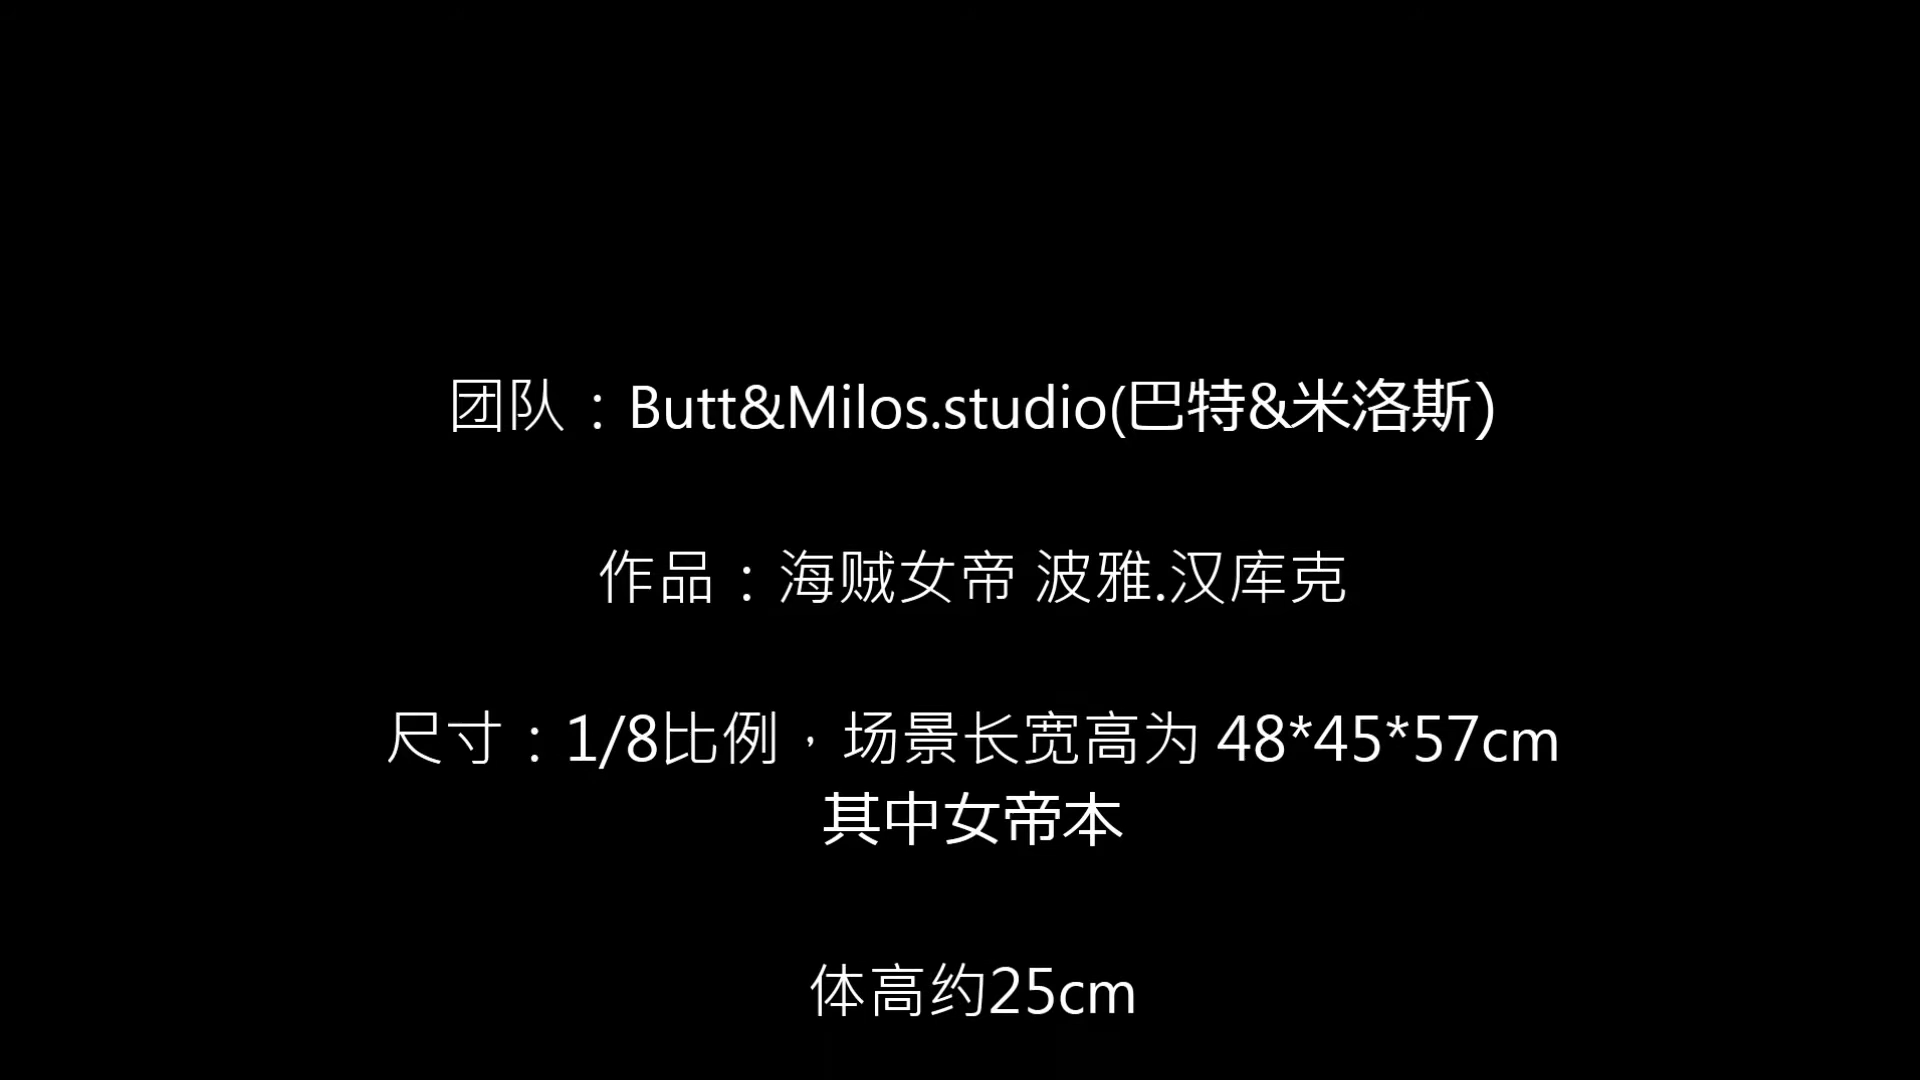 团队：Butt&Milos.studio(巴特&米洛斯)
作品：海贼女帝 波雅.汉库克
尺寸：1/8比例，场景长宽高为 48*45*57cm
其中女帝本
体高约25cm